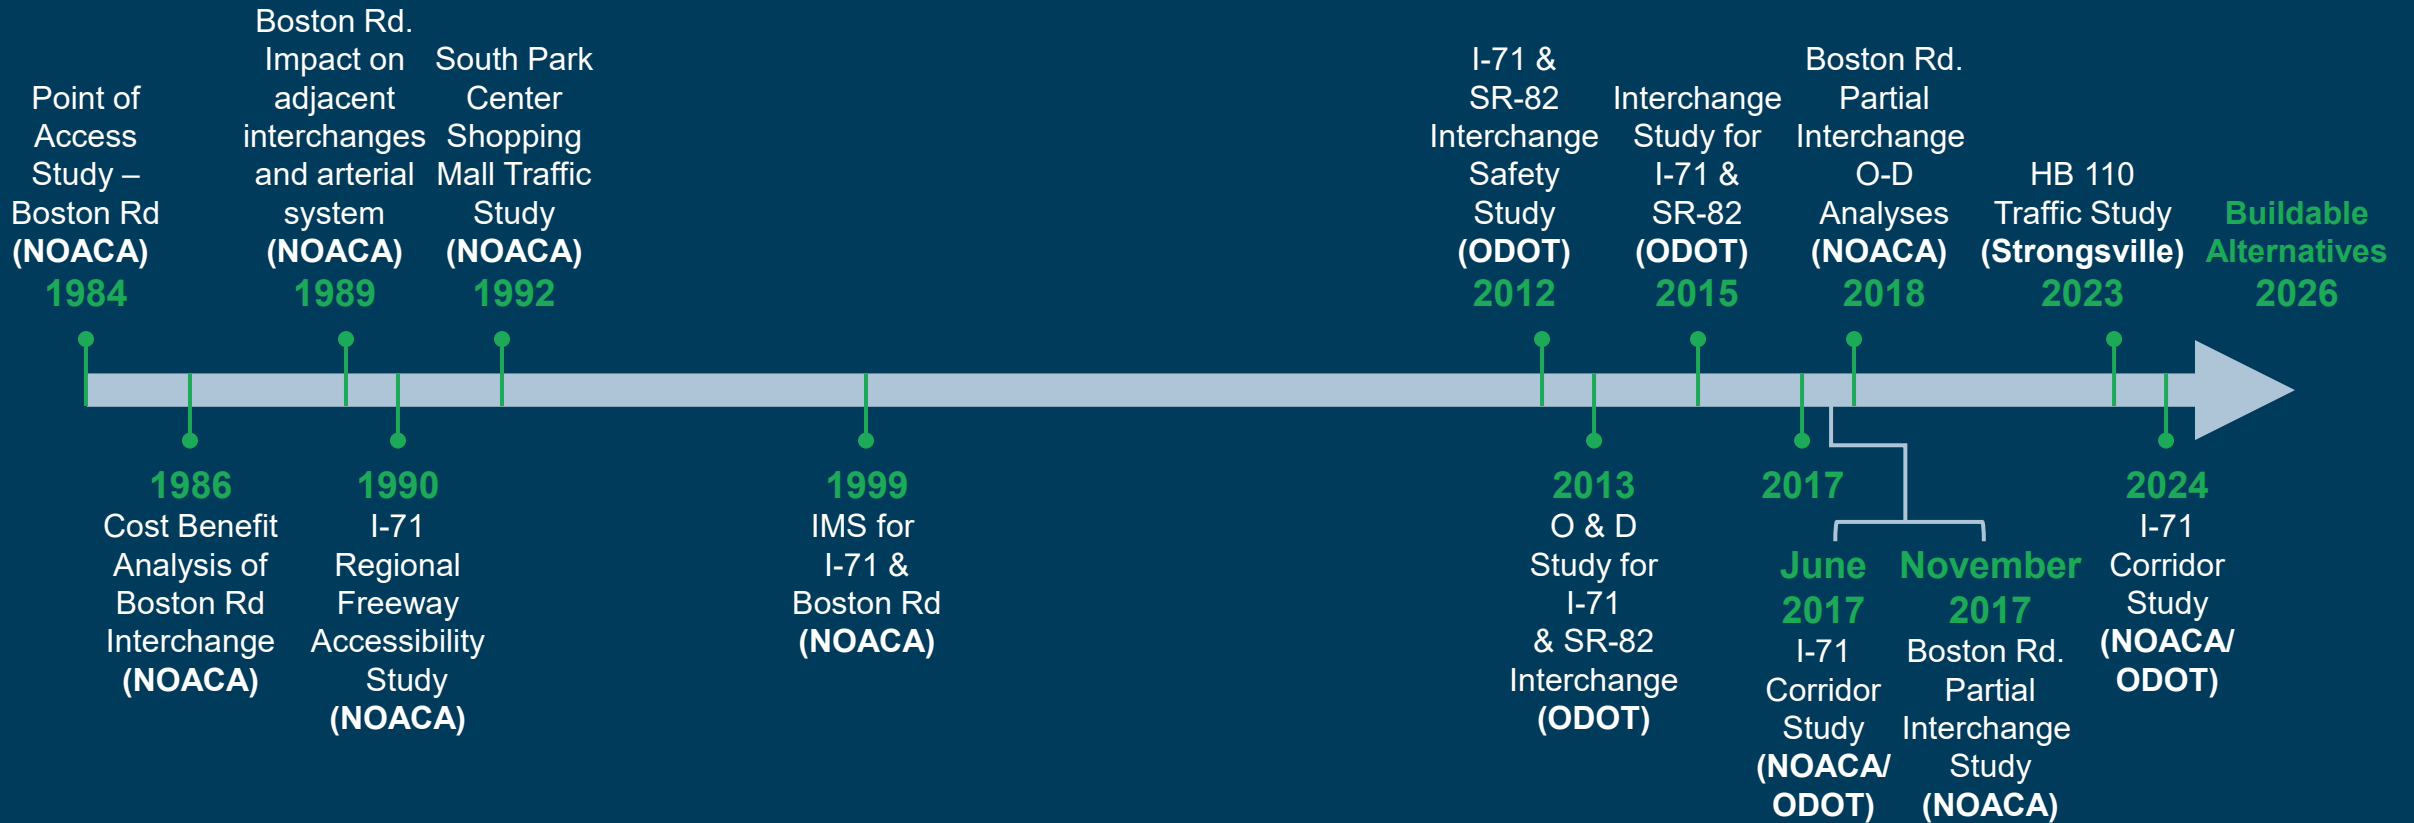 Point of
Access
Study –
Boston Rd
(NOACA)
1984
Boston Rd.
Impact on
adjacent
interchanges
and arterial
system
(NOACA)
1989
South Park
Center
Shopping
Mall Traffic
Study
(NOACA)
1992
I-71 &
SR-82
Interchange
Safety
Study
(ODOT)
2012
Interchange
Study for
I-71 &
SR-82
(ODOT)
2015
Boston Rd.
Partial
Interchange
O-D
Analyses
(NOACA)
2018
HB 110
Traffic Study
(Strongsville)
2023
Buildable
Alternatives
2026
1986
Cost Benefit
Analysis of
Boston Rd
Interchange
(NOACA)
1990
I-71
Regional
Freeway
Accessibility
Study
(NOACA)
1999
IMS for
I-71 &
Boston Rd
(NOACA)
2013
O & D
Study for
I-71
& SR-82
Interchange
(ODOT)
2017
June
2017
I-71
Corridor
Study
(NOACA/
ODOT)
November
2017
Boston Rd.
Partial
Interchange
Study
(NOACA)
2024
I-71
Corridor
Study
(NOACA/
ODOT)